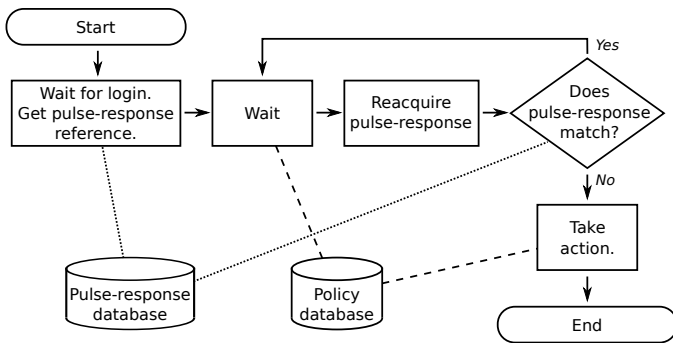 Start
Wait for login.
Get pulse-response
reference.
Wait
Reacquire
pulse-response
Does
pulse-response
match?
Yes
No
Take
action.
Pulse-response
database
Policy
database
End